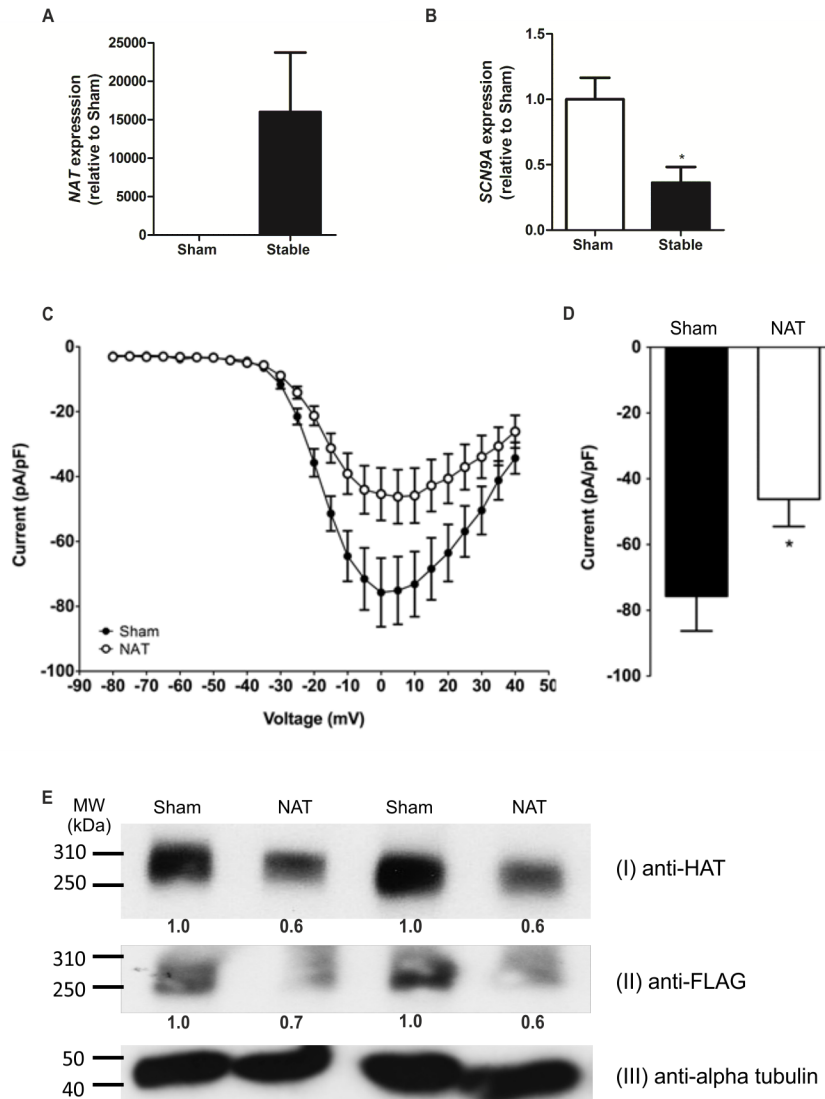 A
NAT expresssion
(relative to Sham)
25000
20000
15000
10000
5000
0
Sham Stable
B
SCN9A expression
(relative to Sham)
1.5
1.0
0.5
0.0
*
Sham Stable
C
Current (pA/pF)
0
-20
-40
-60
-80
-100
Sham
NAT
-90 -80 -70 -60 -50 -40 -30 -20 -10 0 10 20 30 40 50
Voltage (mV)
D
Sham NAT
Current (pA/pF)
0
-20
-40
-60
-80
-100
*
E
MW
(kDa)
Sham NAT Sham NAT
310
250
(I) anti-HAT
1.0 0.6 1.0 0.6
310
250
(II) anti-FLAG
1.0 0.7 1.0 0.6
50
40
(III) anti-alpha tubulin